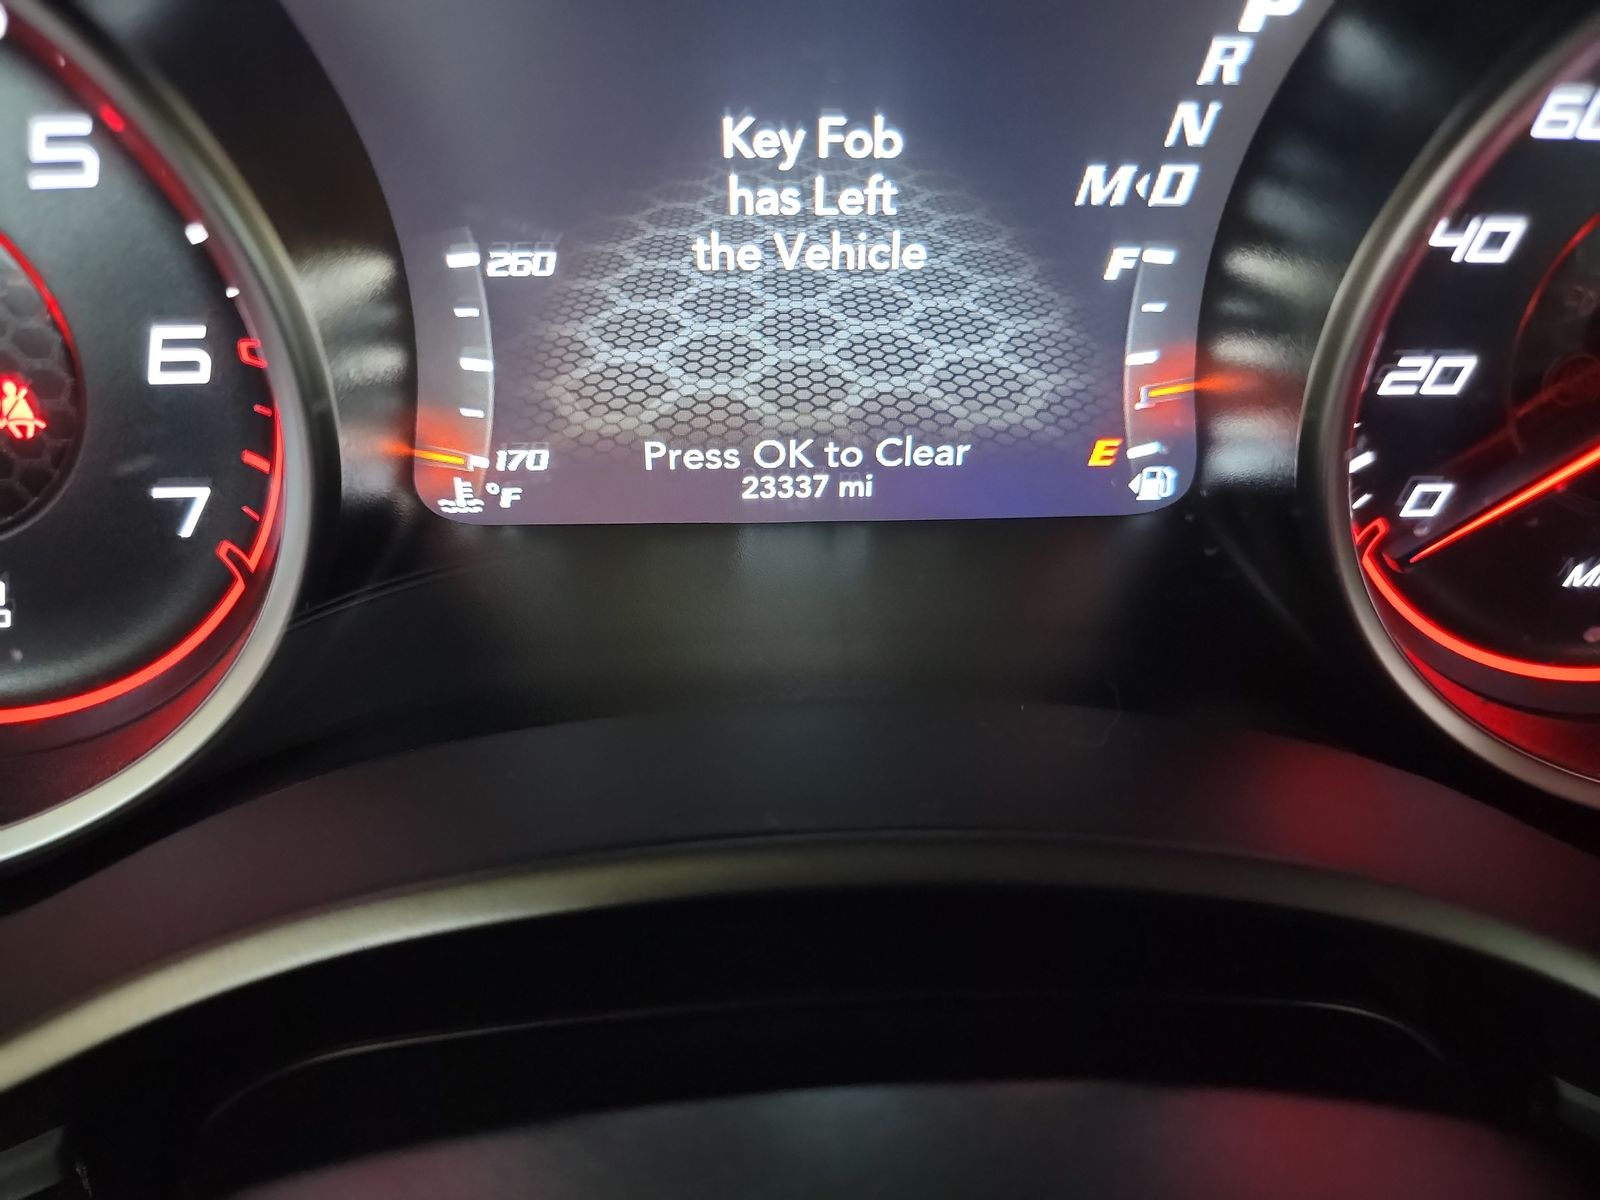 P
R
N
M‹D
Key Fob
has Left
the Vehicle
260
170
°F
F
E
Press OK to Clear
23337 mi
5
6
7
60
40
20
0